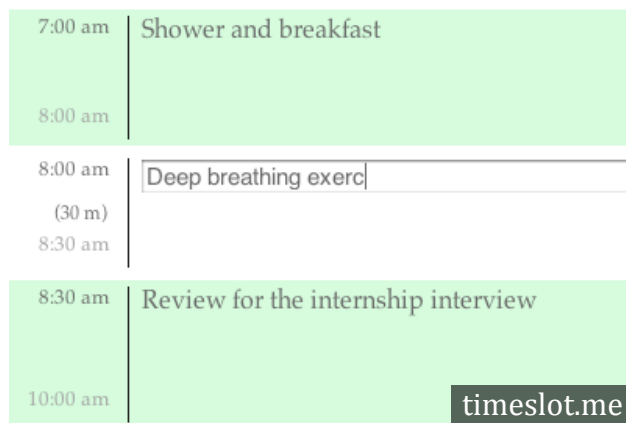 7:00 am Shower and breakfast
8:00 am
8:00 am Deep breathing exerc
(30 m)
8:30 am
8:30 am Review for the internship interview
10:00 am
timeslot.me